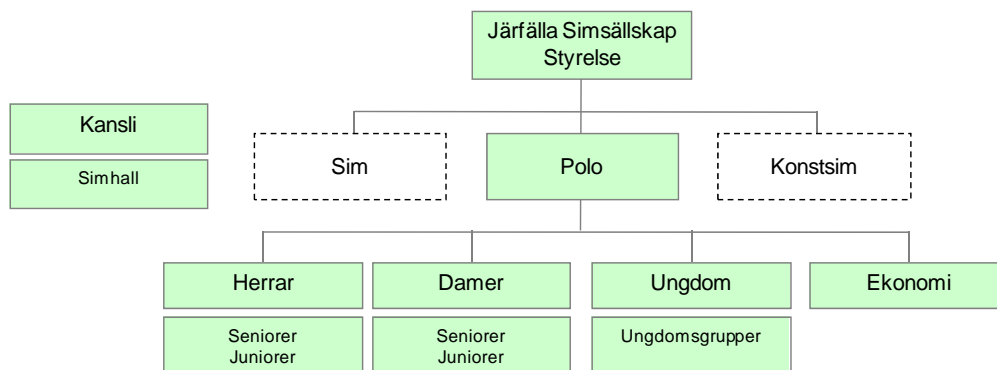 Järfälla Simsällskap
Styrelse
Kansli
Simhall
Sim
Polo
Konstsim
Herrar
Damer
Ungdom
Ekonomi
Seniorer
Juniorer
Seniorer
Juniorer
Ungdomsgrupper